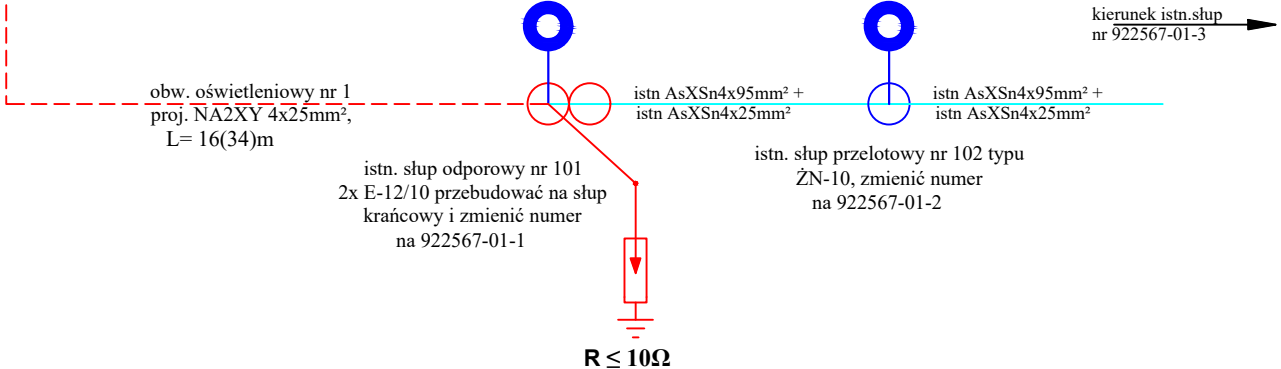 kierunek istn.słup
nr 922567-01-3
obw. oświetleniowy nr 1
proj. NA2XY 4x25mm²,
L= 16(34)m
istn AsXSn4x95mm² +
istn AsXSn4x25mm²
istn AsXSn4x95mm² +
istn AsXSn4x25mm²
istn. słup odporowy nr 101
2x E-12/10 przebudować na słup
krańcowy i zmienić numer
na 922567-01-1
istn. słup przelotowy nr 102 typu
ŻN-10, zmienić numer
na 922567-01-2
R ≤ 10Ω